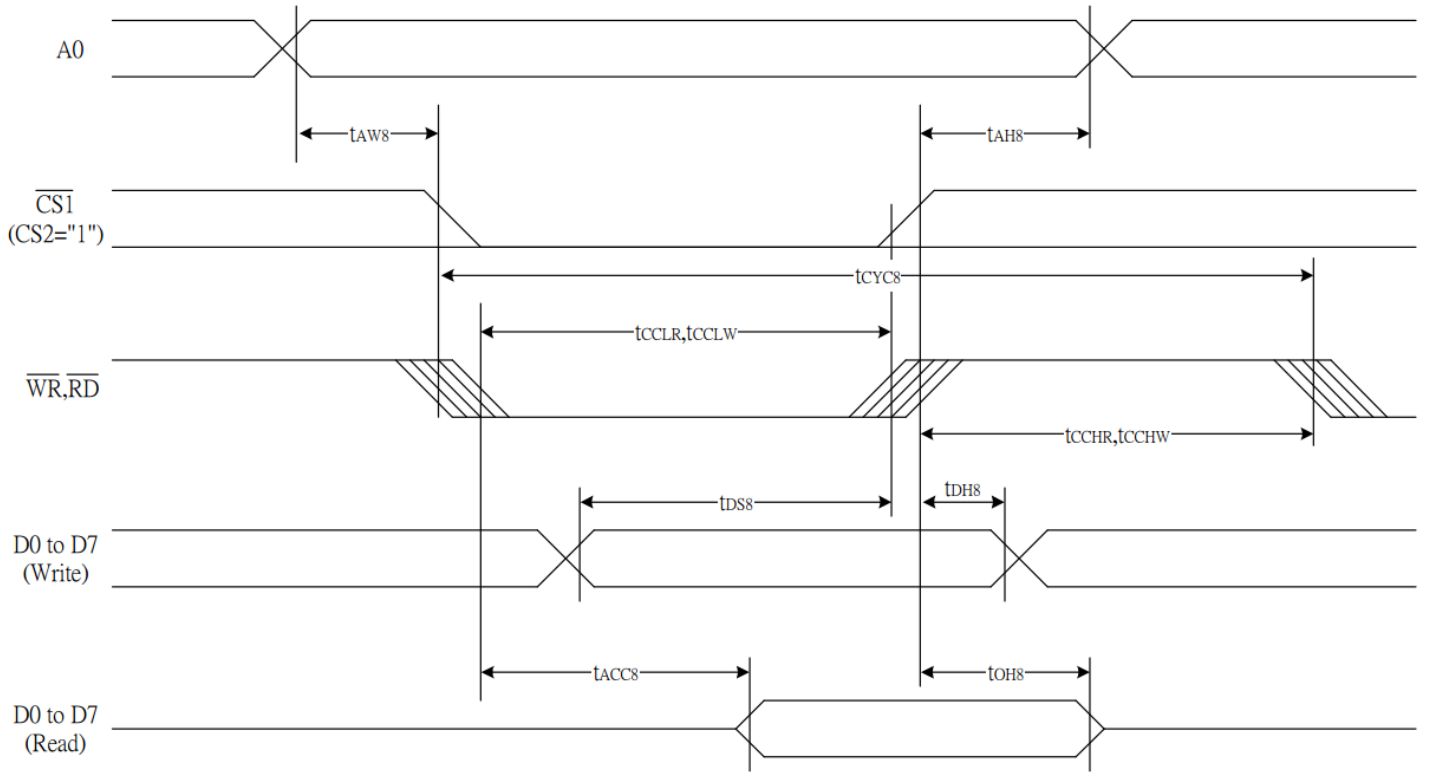 A0
tAW8
tAH8
CS1
(CS2="1")
tCYC8
tCCLR,tCCLW
WR,RD
tCCHR,tCCHW
tDS8
tDH8
D0 to D7
(Write)
tACC8
tOH8
D0 to D7
(Read)